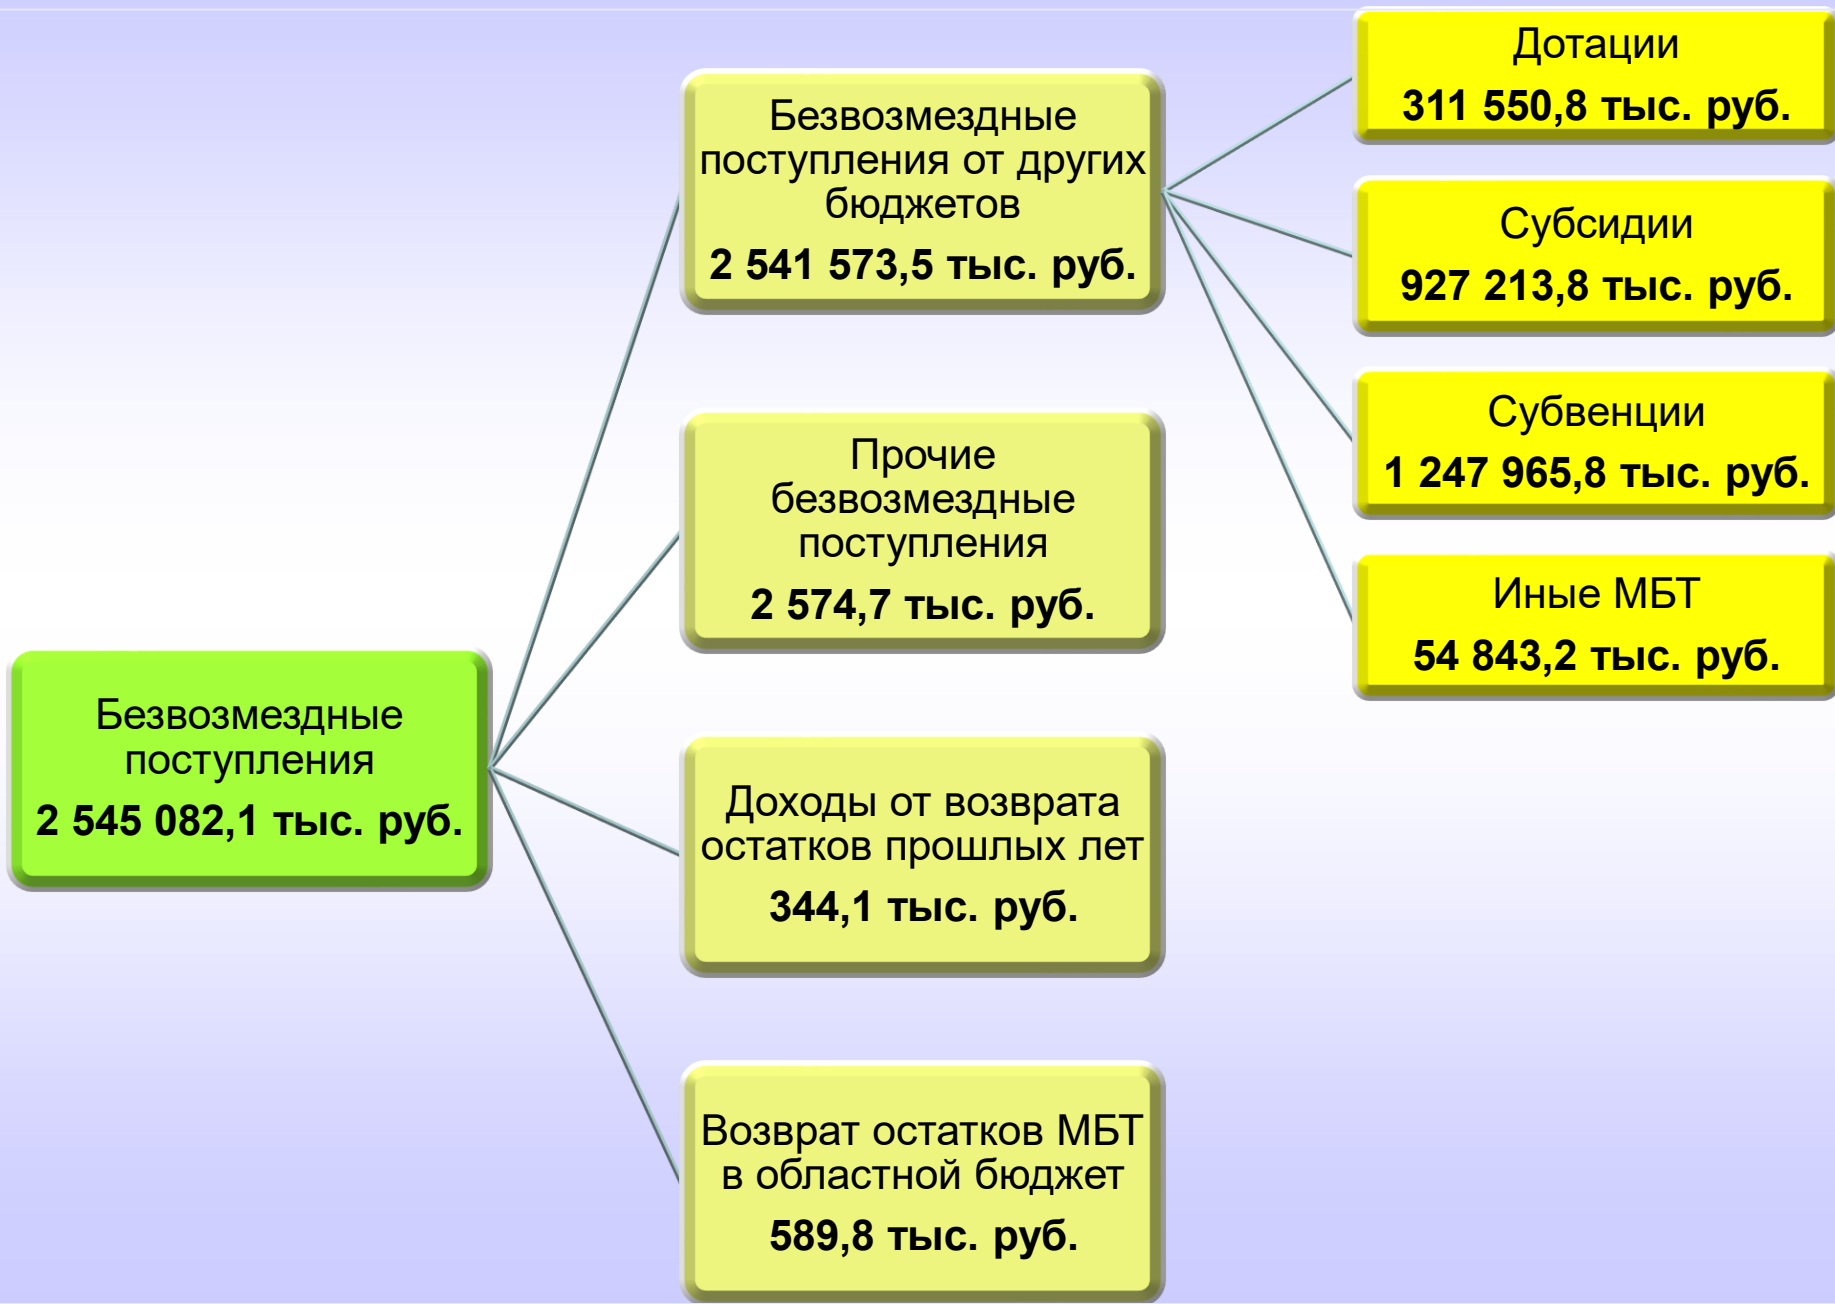 Безвозмездные
поступления
2 545 082,1 тыс. руб.
Безвозмездные
поступления от других
бюджетов
2 541 573,5 тыс. руб.
Прочие
безвозмездные
поступления
2 574,7 тыс. руб.
Доходы от возврата
остатков прошлых лет
344,1 тыс. руб.
Возврат остатков МБТ
в областной бюджет
589,8 тыс. руб.
Дотации
311 550,8 тыс. руб.
Субсидии
927 213,8 тыс. руб.
Субвенции
1 247 965,8 тыс. руб.
Иные МБТ
54 843,2 тыс. руб.